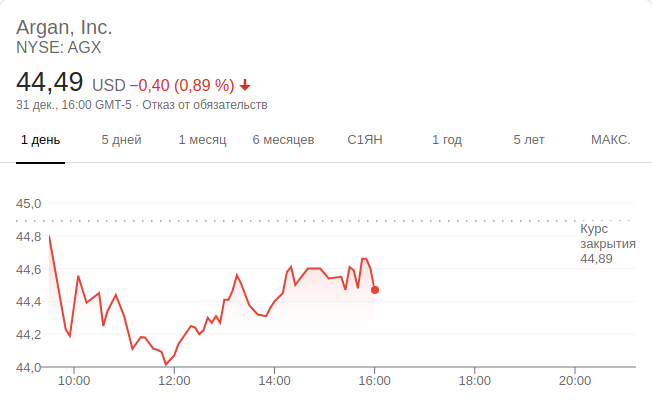 Argan, Inc.
NYSE: AGX
44,49 USD −0,40 (0,89 %)
31 дек., 16:00 GMT-5 · Отказ от обязательств
1 день 5 дней 1 месяц 6 месяцев С1ЯН 1 год 5 лет МАКС.
45,0
44,8
44,6
44,4
44,2
44,0
Курс
закрытия
44,89
10:00 12:00 14:00 16:00 18:00 20:00